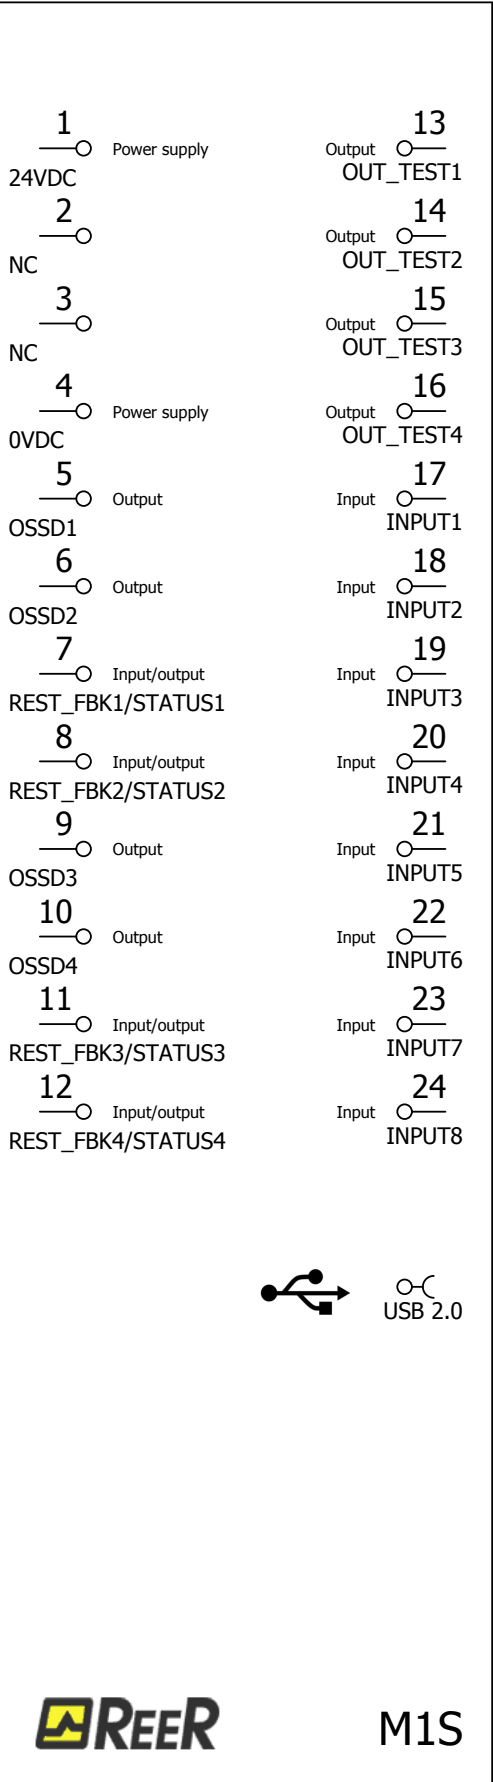 1 13
Power supply Output
24VDC OUT_TEST1
2 14
Output
NC OUT_TEST2
3 15
Output
NC OUT_TEST3
4 16
Power supply Output
0VDC OUT_TEST4
5 17
Output Input
OSSD1 INPUT1
6 18
Output Input
OSSD2 INPUT2
7 19
Input/output Input
REST_FBK1/STATUS1 INPUT3
8 20
Input/output Input
REST_FBK2/STATUS2 INPUT4
9 21
Output Input
OSSD3 INPUT5
10 22
Output Input
OSSD4 INPUT6
11 23
Input/output Input
REST_FBK3/STATUS3 INPUT7
12 24
Input/output Input
REST_FBK4/STATUS4 INPUT8
USB 2.0
REER M1S